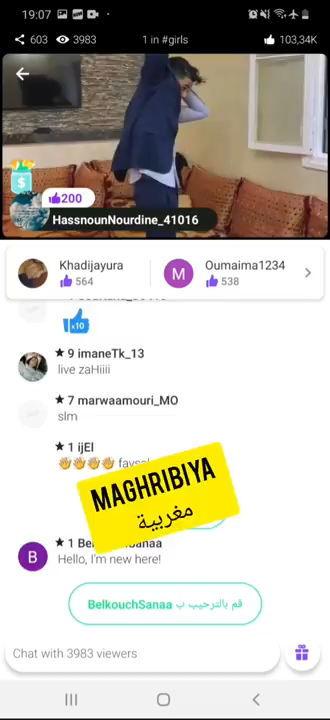 19:07
603 3983 1 in #girls 103,34K
200
HassnounNourdine_41016
Khadijayura
564
M
Oumaima1234
538
x10
9 imaneTk_13
live zaHiiii
7 marwaamouri_MO
slm
1 ijEl
MAGHRIBIYA
مغربية
B
Hello, I'm new here!
قم بالترحيب ب BelkouchSanaa
Chat with 3983 viewers